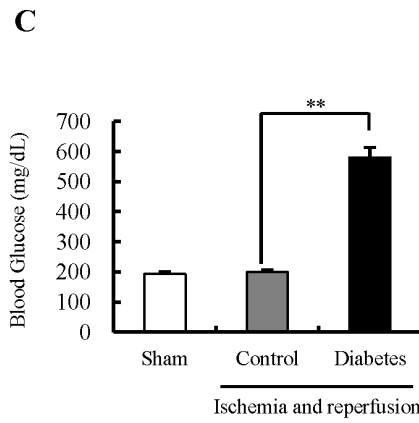 C
**
Blood Glucose (mg/dL)
700
600
500
400
300
200
100
0
Sham Control Diabetes
Ischemia and reperfusion